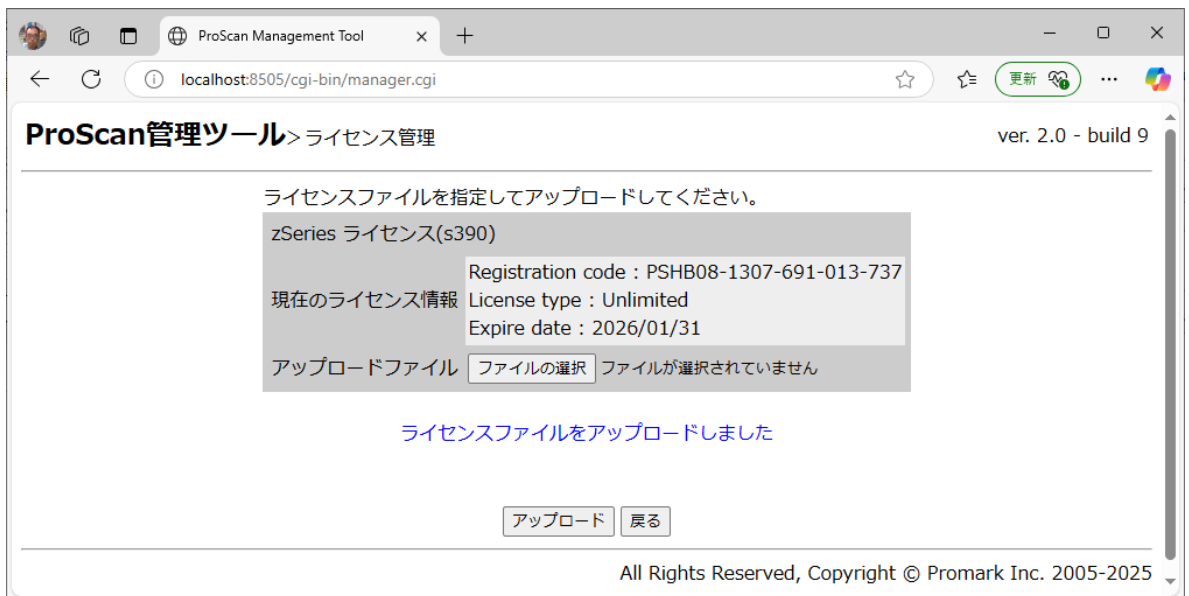 ProScan Management Tool
localhost:8505/cgi-bin/manager.cgi
更新
ProScan管理ツール>ライセンス管理
ver. 2.0 - build 9
ライセンスファイルを指定してアップロードしてください。
zSeries ライセンス(s390)
現在のライセンス情報
Registration code : PSHB08-1307-691-013-737
License type : Unlimited
Expire date : 2026/01/31
アップロードファイル ファイルの選択 ファイルが選択されていません
ライセンスファイルをアップロードしました
アップロード 戻る
All Rights Reserved, Copyright © Promark Inc. 2005-2025